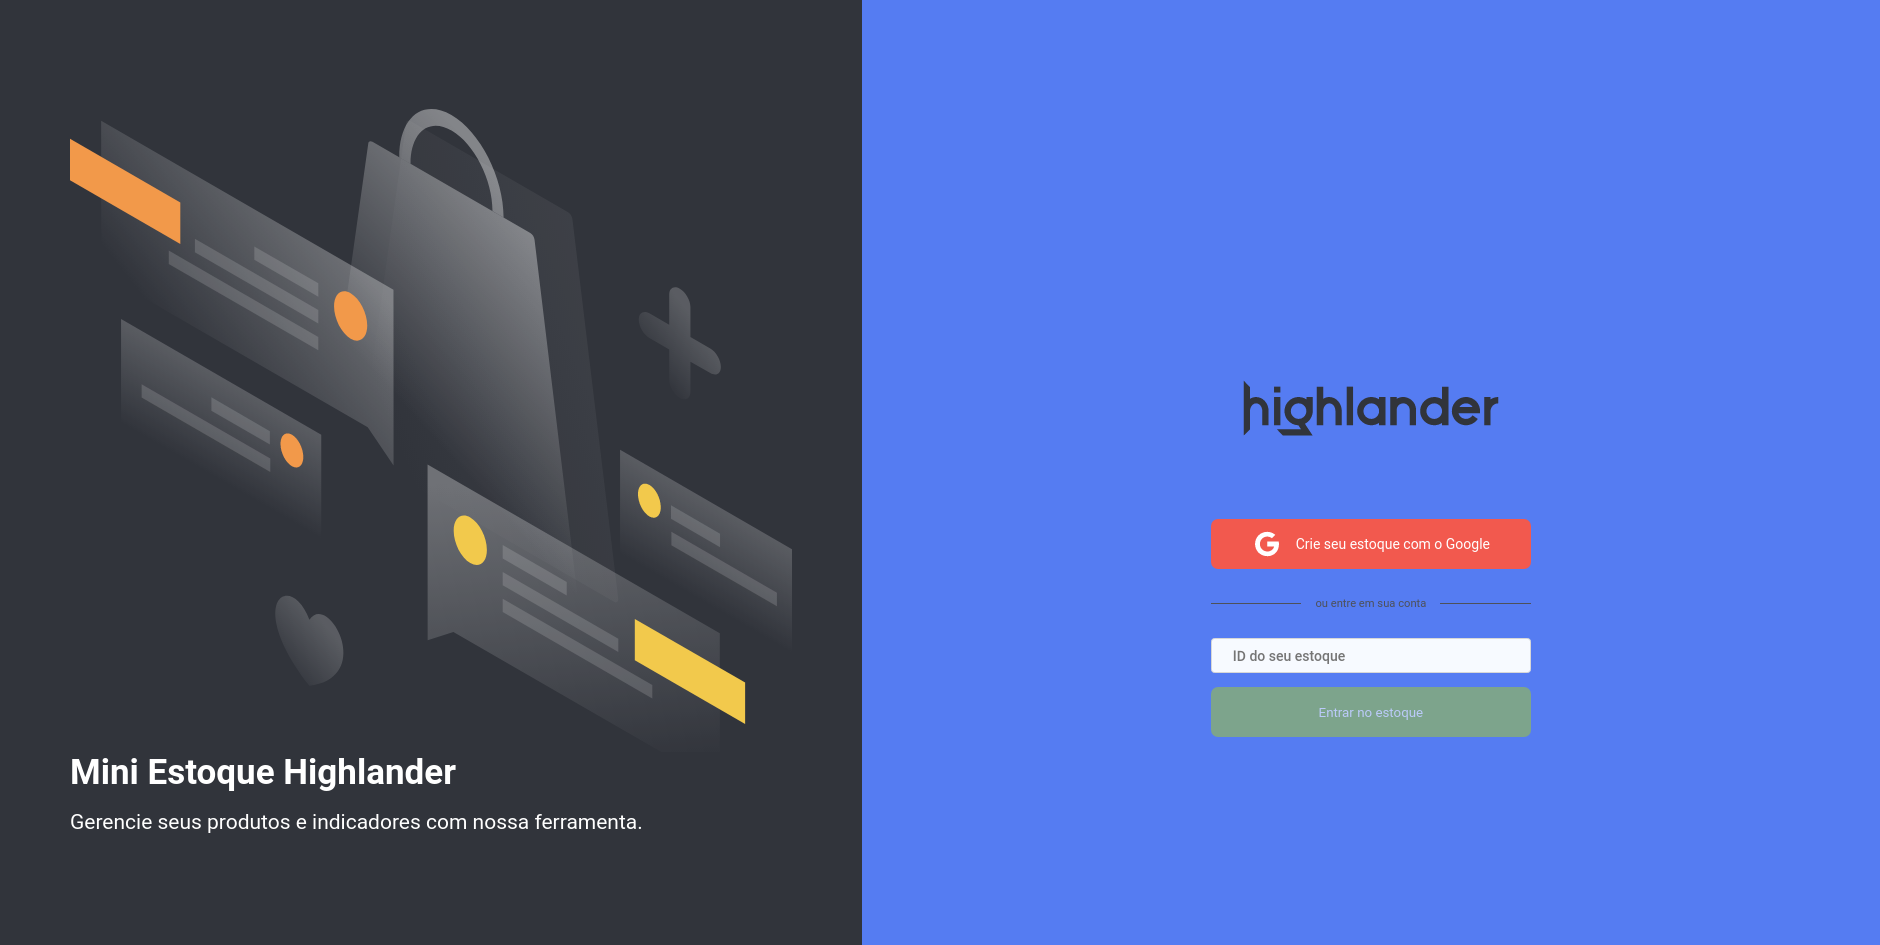 Mini Estoque Highlander
Gerencie seus produtos e indicadores com nossa ferramenta.
highlander
Crie seu estoque com o Google
ou entre em sua conta
ID do seu estoque
Entrar no estoque